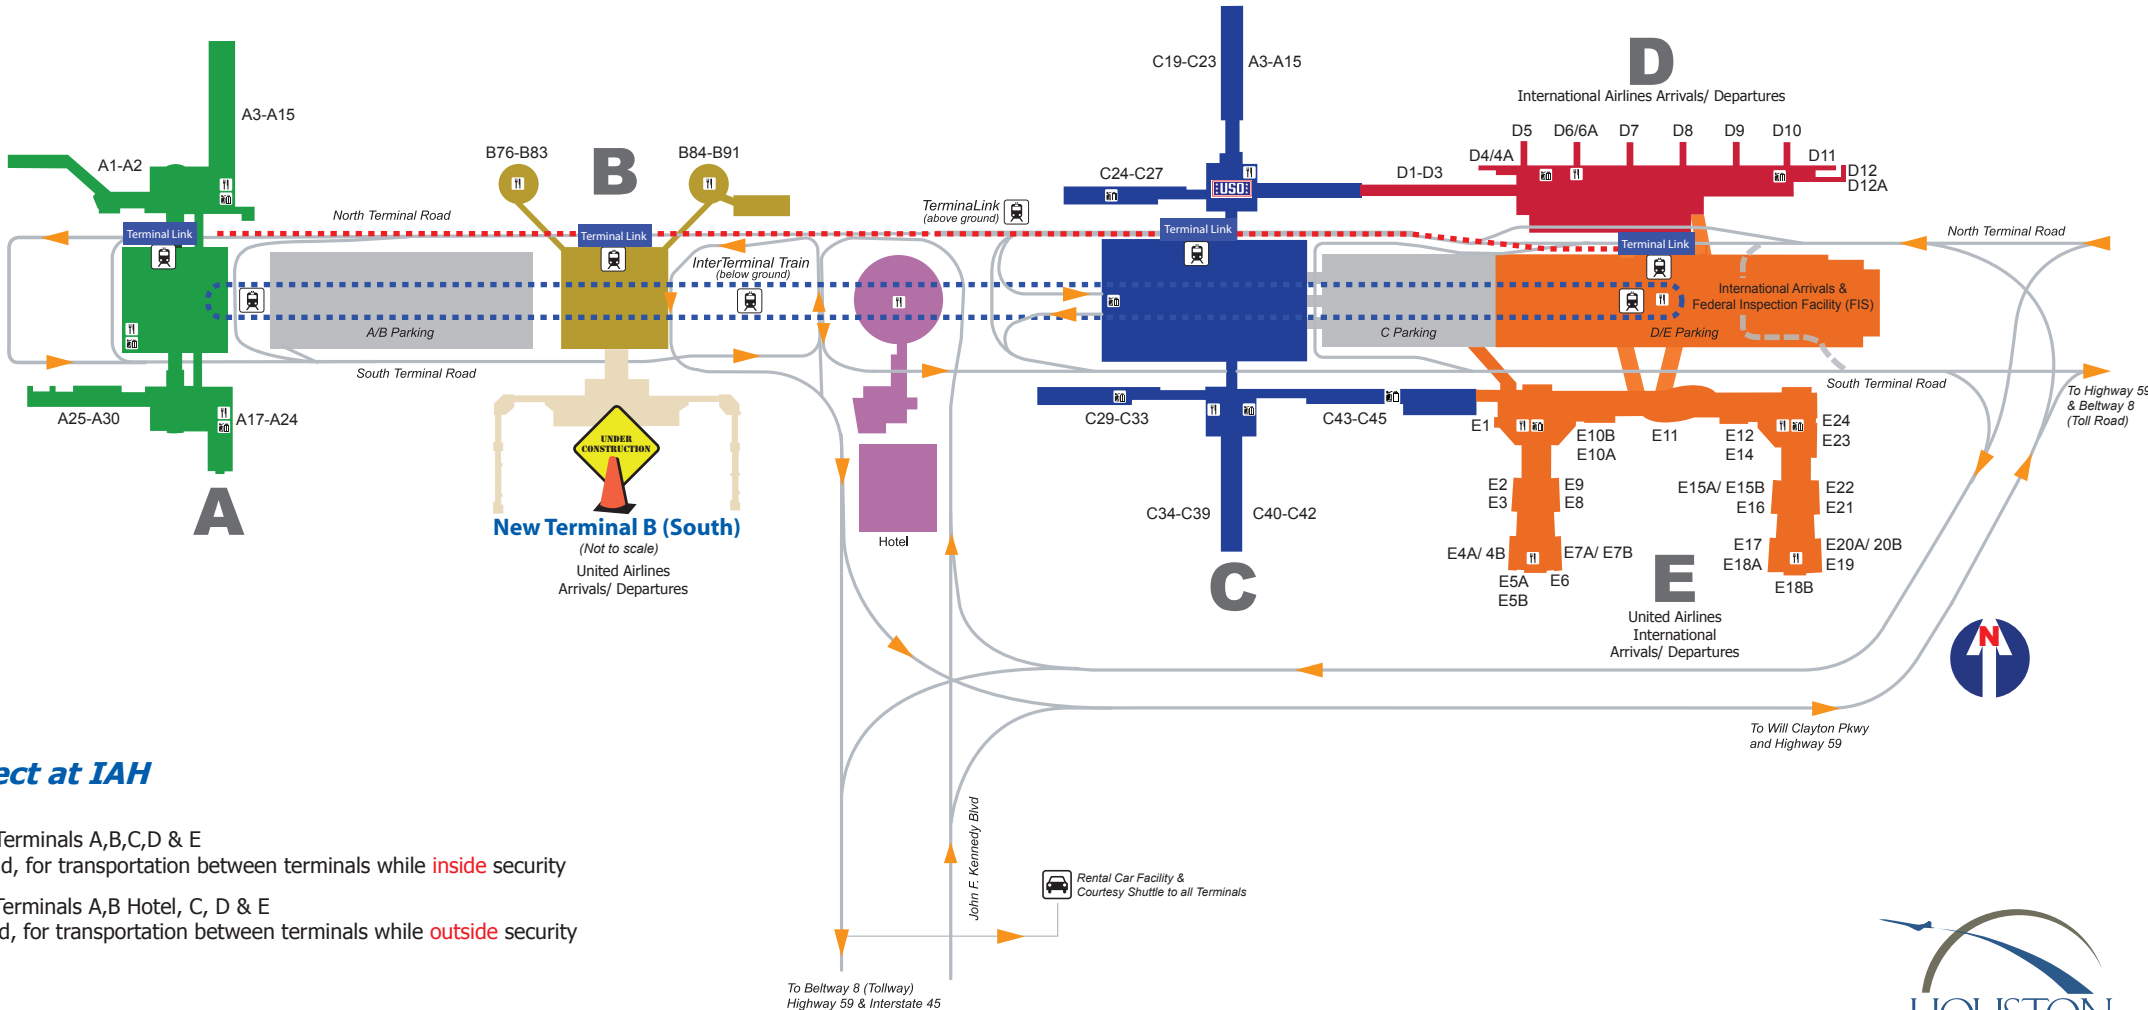 C19-C23
A3-A15
D
International Airlines Arrivals/ Departures
A3-A15
D5
D6/6A
D7
D8
D9
D10
A1-A2
B76-B83
B
B84-B91
C24-C27
D4/4A
D11
D12
D12A
USO
D1-D3
North Terminal Road
TerminaLink
(above ground)
Terminal Link
Terminal Link
Terminal Link
Terminal Link
North Terminal Road
InterTerminal Train
(below ground)
International Arrivals &
Federal Inspection Facility (FIS)
A/B Parking
C Parking
D/E Parking
South Terminal Road
South Terminal Road
To Highway 59
& Beltway 8
(Toll Road)
A25-A30
A17-A24
C29-C33
C43-C45
E1
E10B
E10A
E11
E12
E14
E24
E23
UNDER
CONSTRUCTION
A
New Terminal B (South)
(Not to scale)
United Airlines
Arrivals/ Departures
Hotel
C34-C39
C40-C42
C
E2
E3
E9
E8
E15A/ E15B
E16
E22
E21
E4A/ 4B
E7A/ E7B
E5A
E5B
E6
E17
E18A
E20A/ 20B
E19
E18B
E
United Airlines
International
Arrivals/ Departures
N
To Will Clayton Pkwy
and Highway 59
ect at IAH
Terminals A,B,C,D & E
d, for transportation between terminals while inside security
Terminals A,B Hotel, C, D & E
d, for transportation between terminals while outside security
John F. Kennedy Blvd
Rental Car Facility &
Courtesy Shuttle to all Terminals
To Beltway 8 (Tollway)
Highway 59 & Interstate 45
HOUSTON